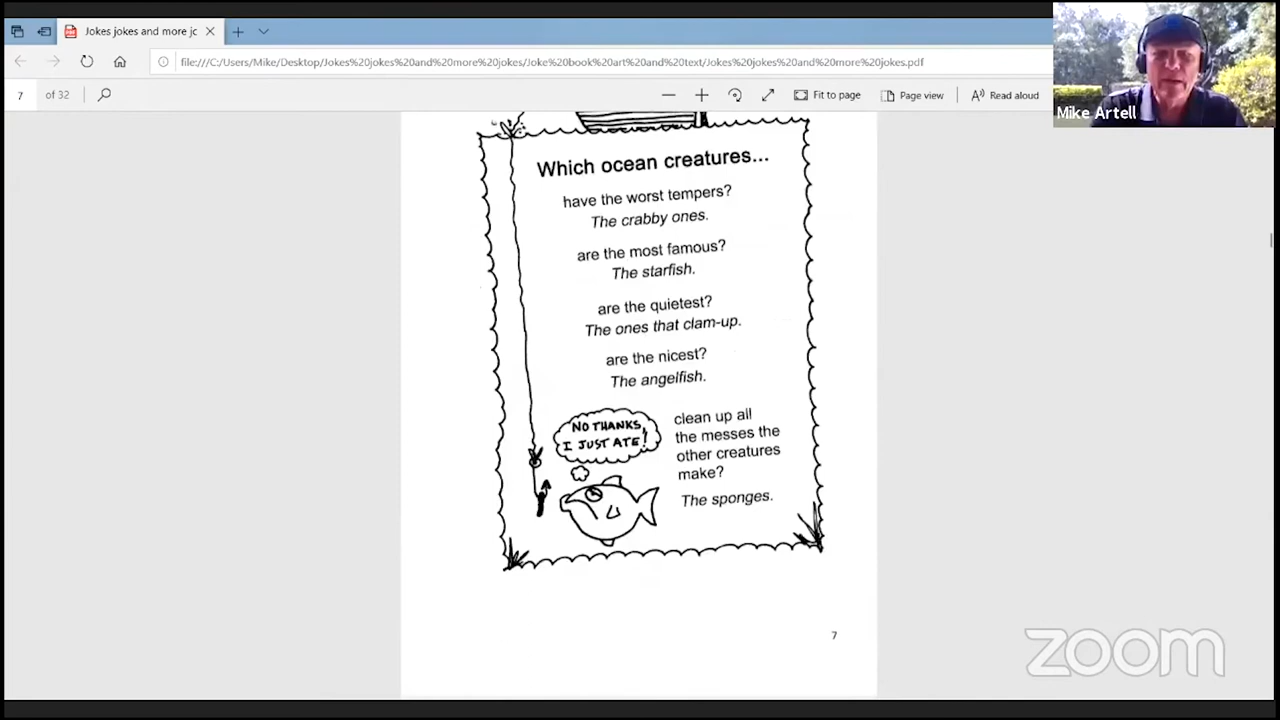 Jokes jokes and more jc
file:///C:/Users/Mike/Desktop/Jokes%20jokes%20and%20more%20jokes/Joke%20book%20art%20and%20text/Jokes%20jokes%20and%20more%20jokes.pdf
7 of 32
Fit to page
Page view
Read aloud
Mike Artell
Which ocean creatures...
have the worst tempers?
The crabby ones.
are the most famous?
The starfish.
are the quietest?
The ones that clam-up.
are the nicest?
The angelfish.
NO THANKS,
I JUST ATE!
clean up all
the messes the
other creatures
make?
The sponges.
7
zoom